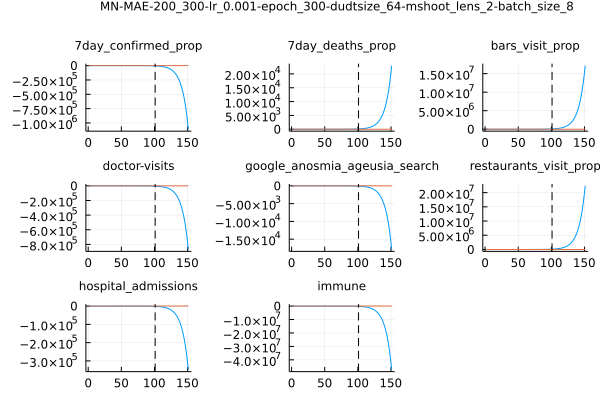 MN-MAE-200_300-lr_0.001-epoch_300-dudtsize_64-mshoot_lens_2-batch_size_8
7day_confirmed_prop
7day_deaths_prop
bars_visit_prop
0
-2.50×10⁵
-5.00×10⁵
-7.50×10⁵
-1.00×10⁶
0 50 100 150
2.00×10⁴
1.50×10⁴
1.00×10⁴
5.00×10³
0
0 50 100 150
1.50×10⁷
1.00×10⁷
5.00×10⁶
0
0 50 100 150
doctor-visits
google_anosmia_ageusia_search
restaurants_visit_prop
0
-2.0×10⁵
-4.0×10⁵
-6.0×10⁵
-8.0×10⁵
0 50 100 150
0
-5.00×10³
-1.00×10⁴
-1.50×10⁴
0 50 100 150
2.00×10⁷
1.50×10⁷
1.00×10⁷
5.00×10⁶
0
0 50 100 150
hospital_admissions
immune
0
-1.0×10⁵
-2.0×10⁵
-3.0×10⁵
0 50 100 150
0
-1.0×10⁷
-2.0×10⁷
-3.0×10⁷
-4.0×10⁷
0 50 100 150